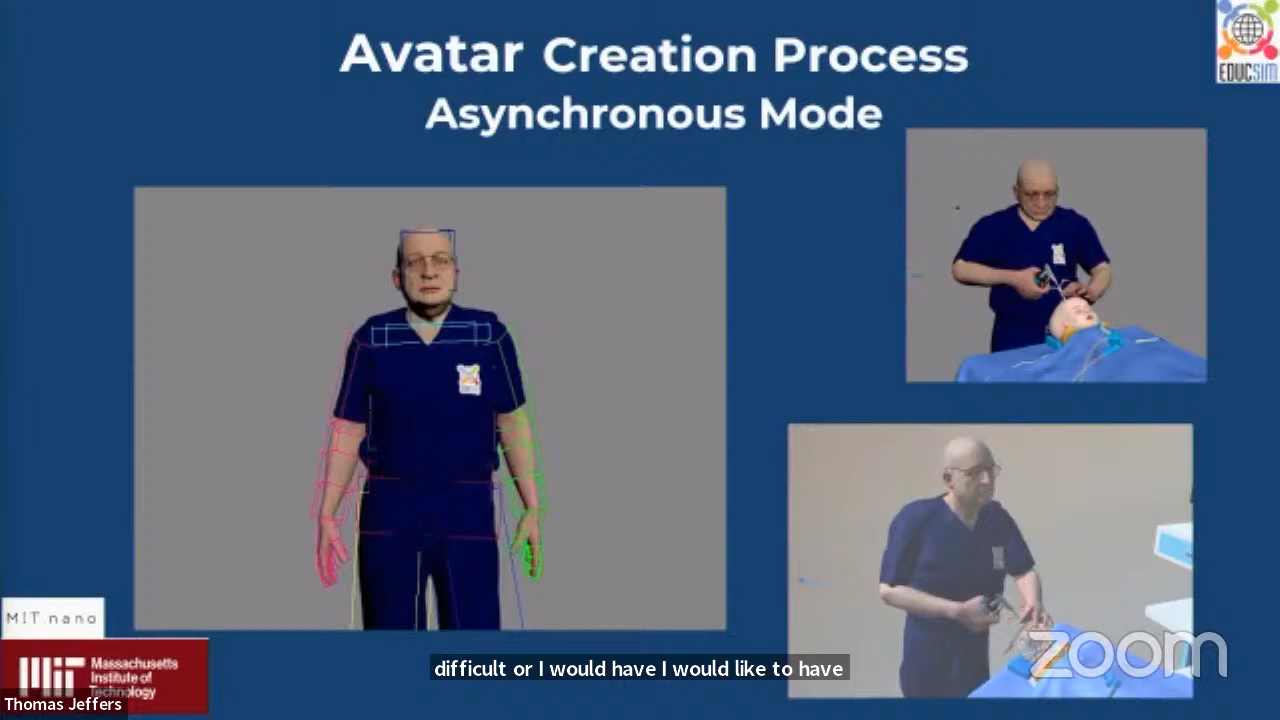 Avatar Creation Process
Asynchronous Mode
EDUCSIM
MIT.nano
Massachusetts
Institute of
Technology
Thomas Jeffers
difficult or I would have I would like to have
zoom